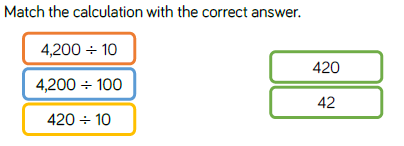 Match the calculation with the correct answer.
4,200 ÷ 10
4,200 ÷ 100
420 ÷ 10
420
42